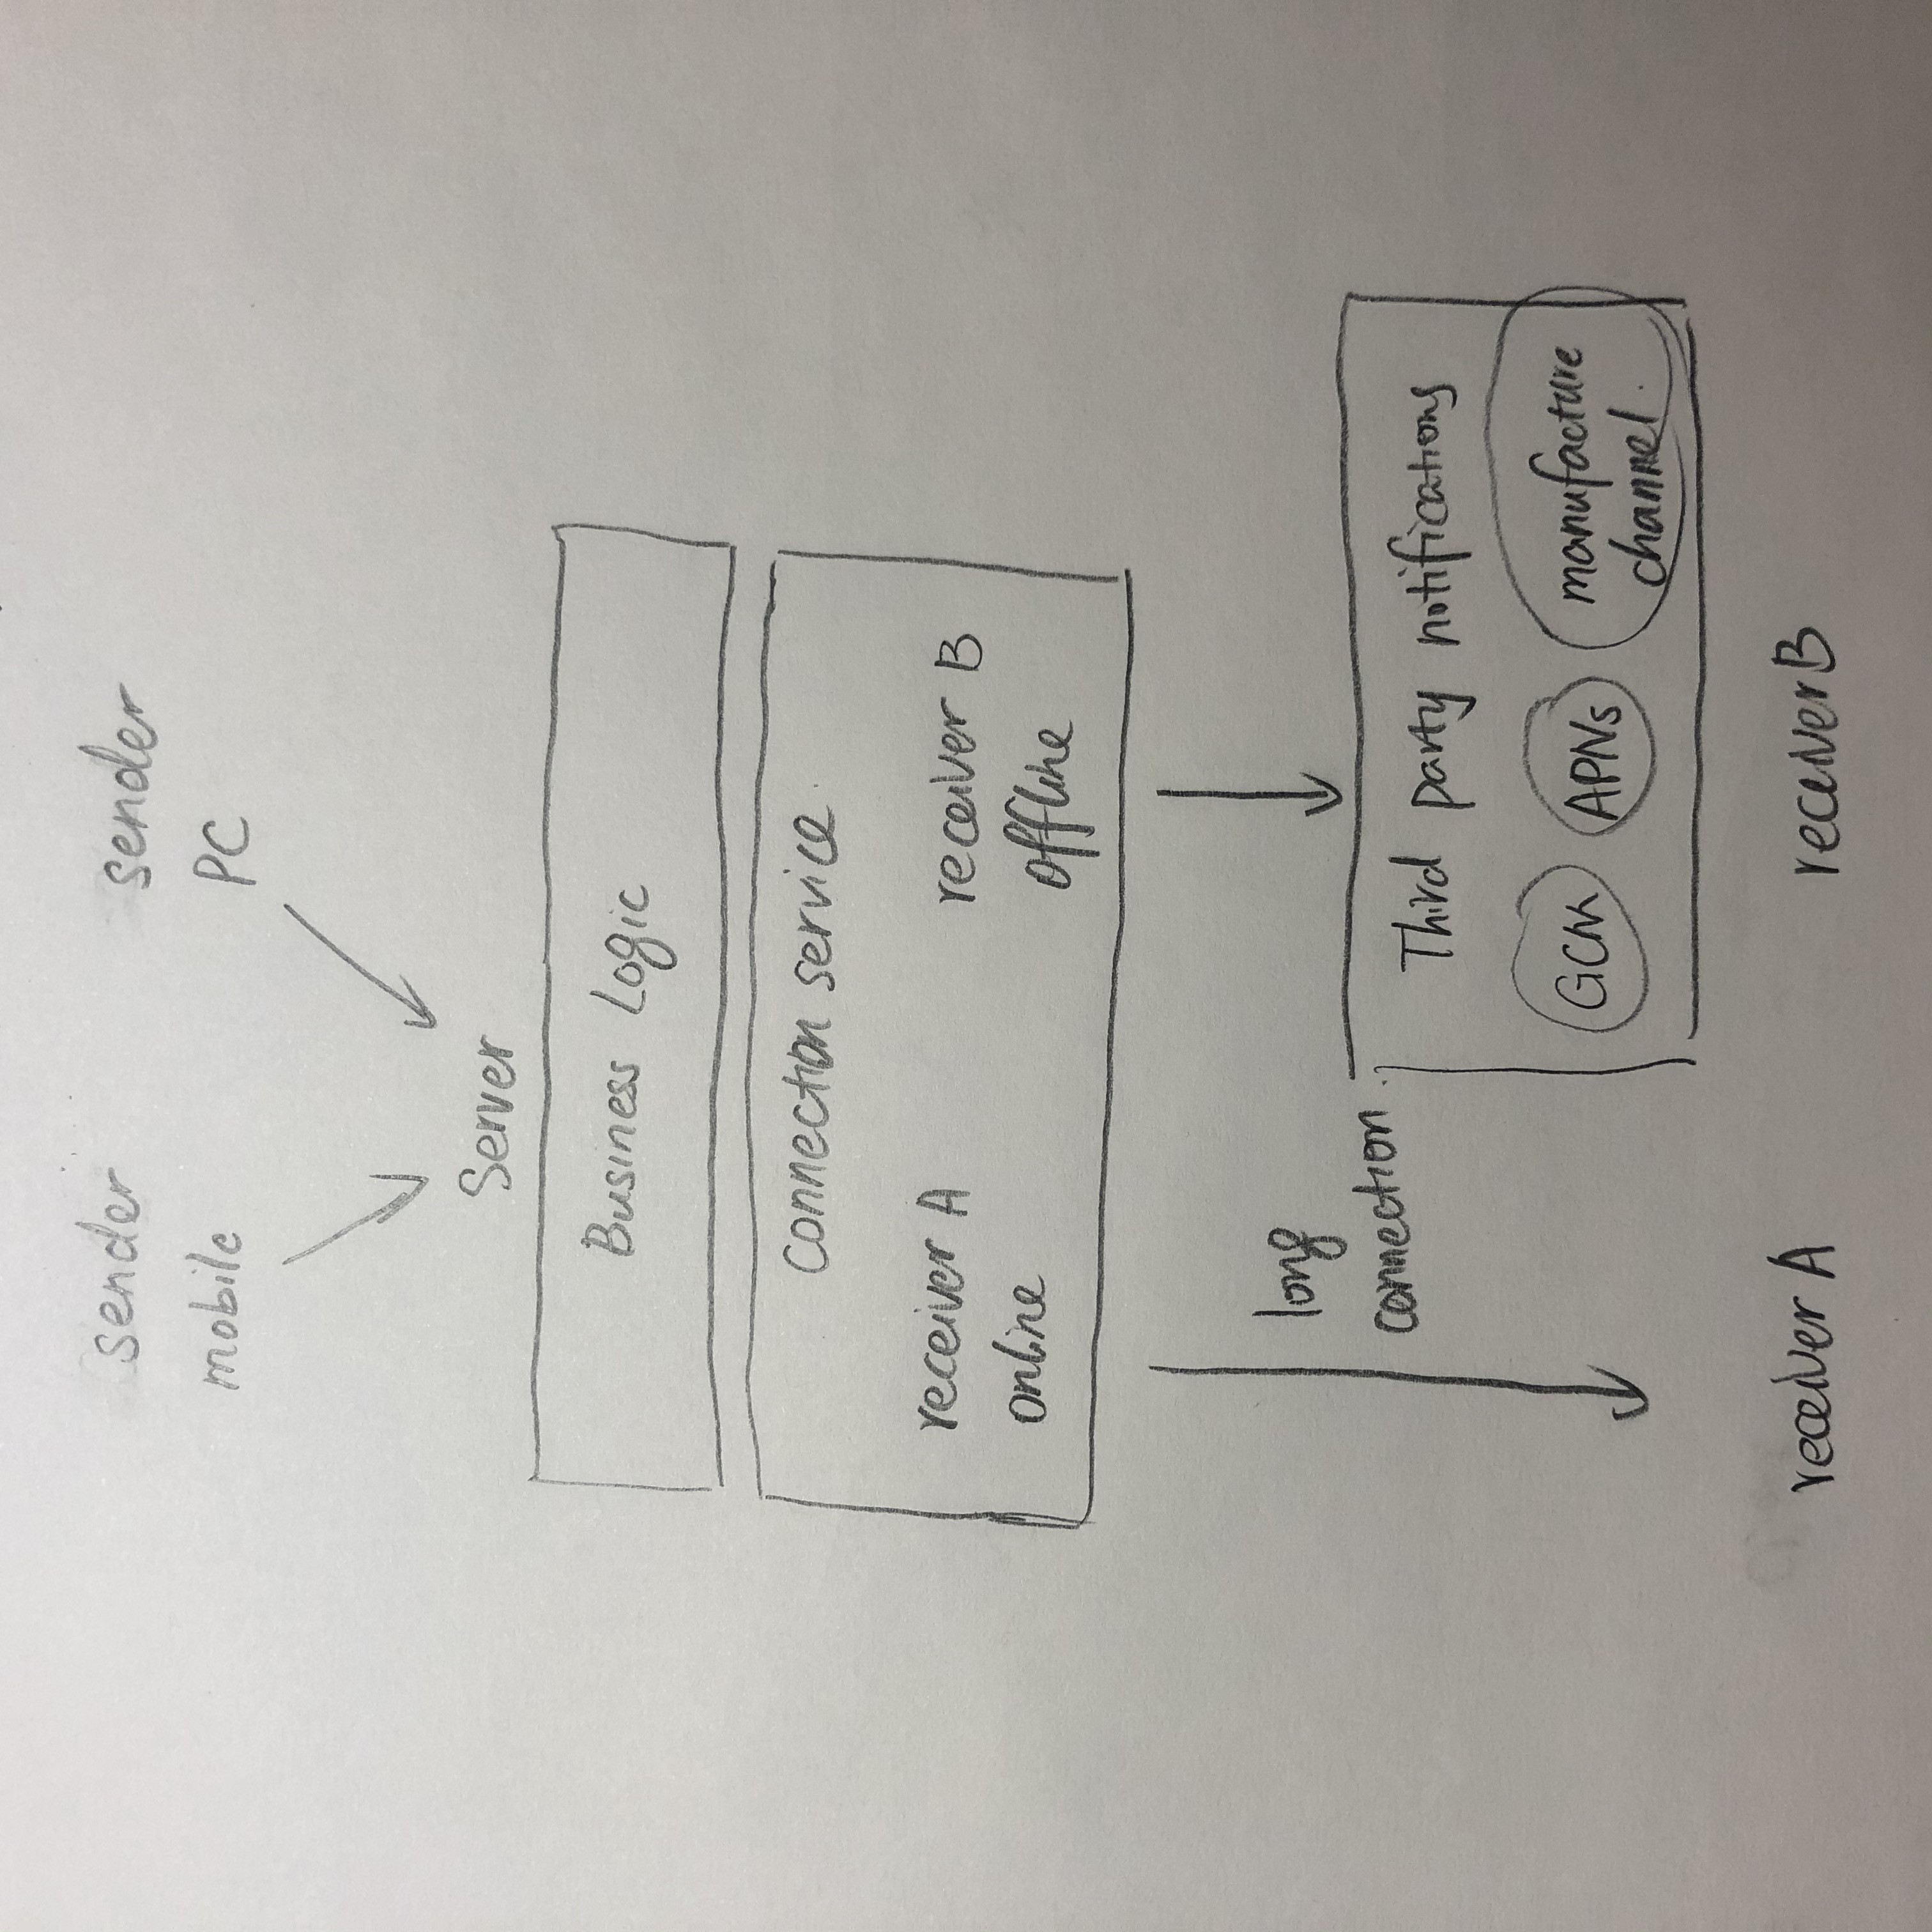 sender
sender
mobile
PC
Server
Business Logic
Connection service
receiver A
receiver B
online
offline
long
connection
Third party notifications
GCM
APNs
manufacture
channel.
receiver A
receiver B